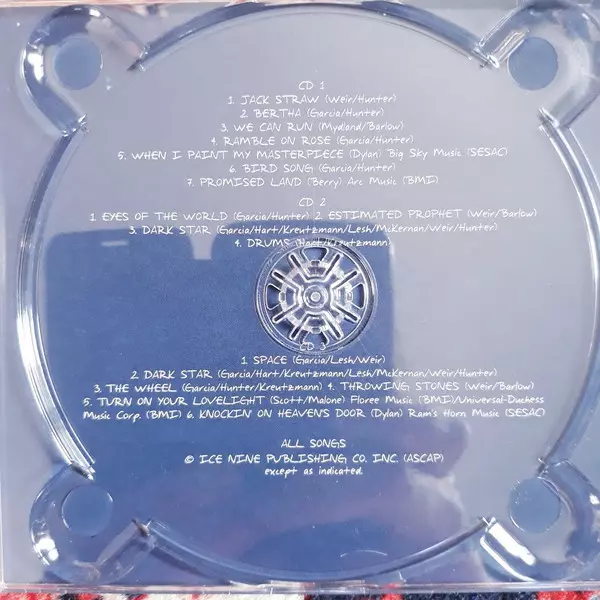 CD 1
1. JACK STRAW (Weir/Hunter)
2. BERTHA (Garcia/Hunter)
3. WE CAN RUN (Mydland/Barlow)
4. RAMBLE ON ROSE (Garcia/Hunter)
5. WHEN I PAINT MY MASTERPIECE (Dylan) Big Sky Music (SESAC)
6. BIRD SONG (Garcia/Hunter)
7. PROMISED LAND (Berry) Arc Music (BMI)
CD 2
1. EYES OF THE WORLD (Garcia/Hunter) 2. ESTIMATED PROPHET (Weir/Barlow)
3. DARK STAR (Garcia/Hart/Kreutzmann/Lesh/McKernan/Weir/Hunter)
4. DRUMS (Hart/Kreutzmann)
CD 3
1. SPACE (Garcia/Lesh/Weir)
2. DARK STAR (Garcia/Hart/Kreutzmann/Lesh/McKernan/Weir/Hunter)
3. THE WHEEL (Garcia/Hunter/Kreutzmann) 4. THROWING STONES (Weir/Barlow)
5. TURN ON YOUR LOVELIGHT (Scott/Malone) Floree Music (BMI)/Universal-Duchess
Music Corp. (BMI) 6. KNOCKIN ON HEAVENS DOOR (Dylan) Ram's Horn Music (SESAC)
ALL SONGS
© ICE NINE PUBLISHING CO. INC. (ASCAP)
except as indicated.